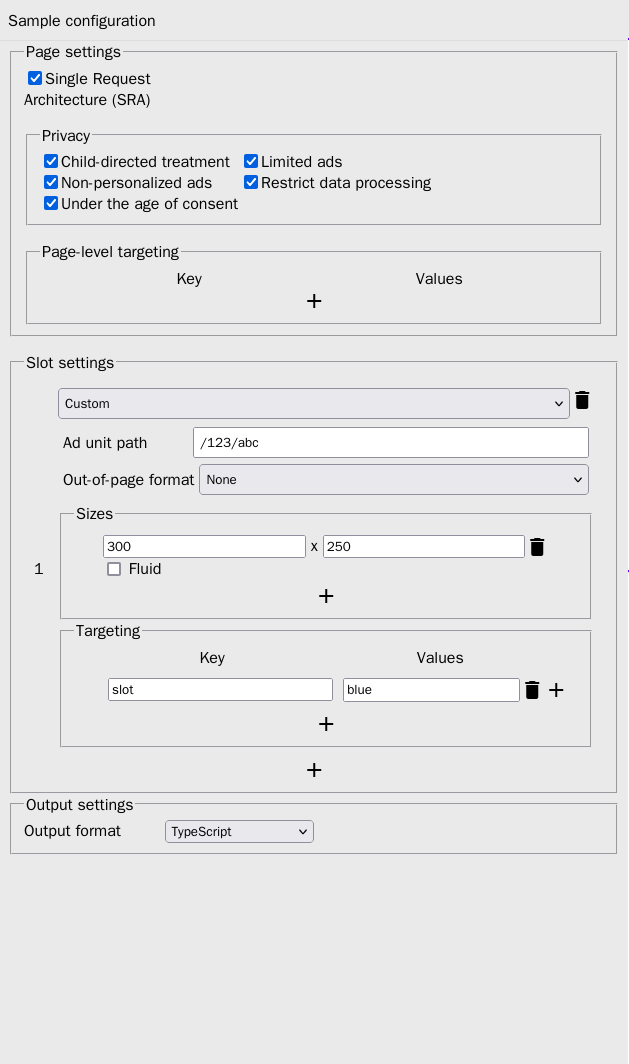 Sample configuration
Page settings
Single Request
Architecture (SRA)
Privacy
Child-directed treatment Limited ads
Non-personalized ads Restrict data processing
Under the age of consent
Page-level targeting
Key Values
+
Slot settings
Custom
Ad unit path /123/abc
Out-of-page format None
Sizes
300 x 250
1
Fluid
+
Targeting
Key Values
slot blue +
+
+
Output settings
Output format TypeScript